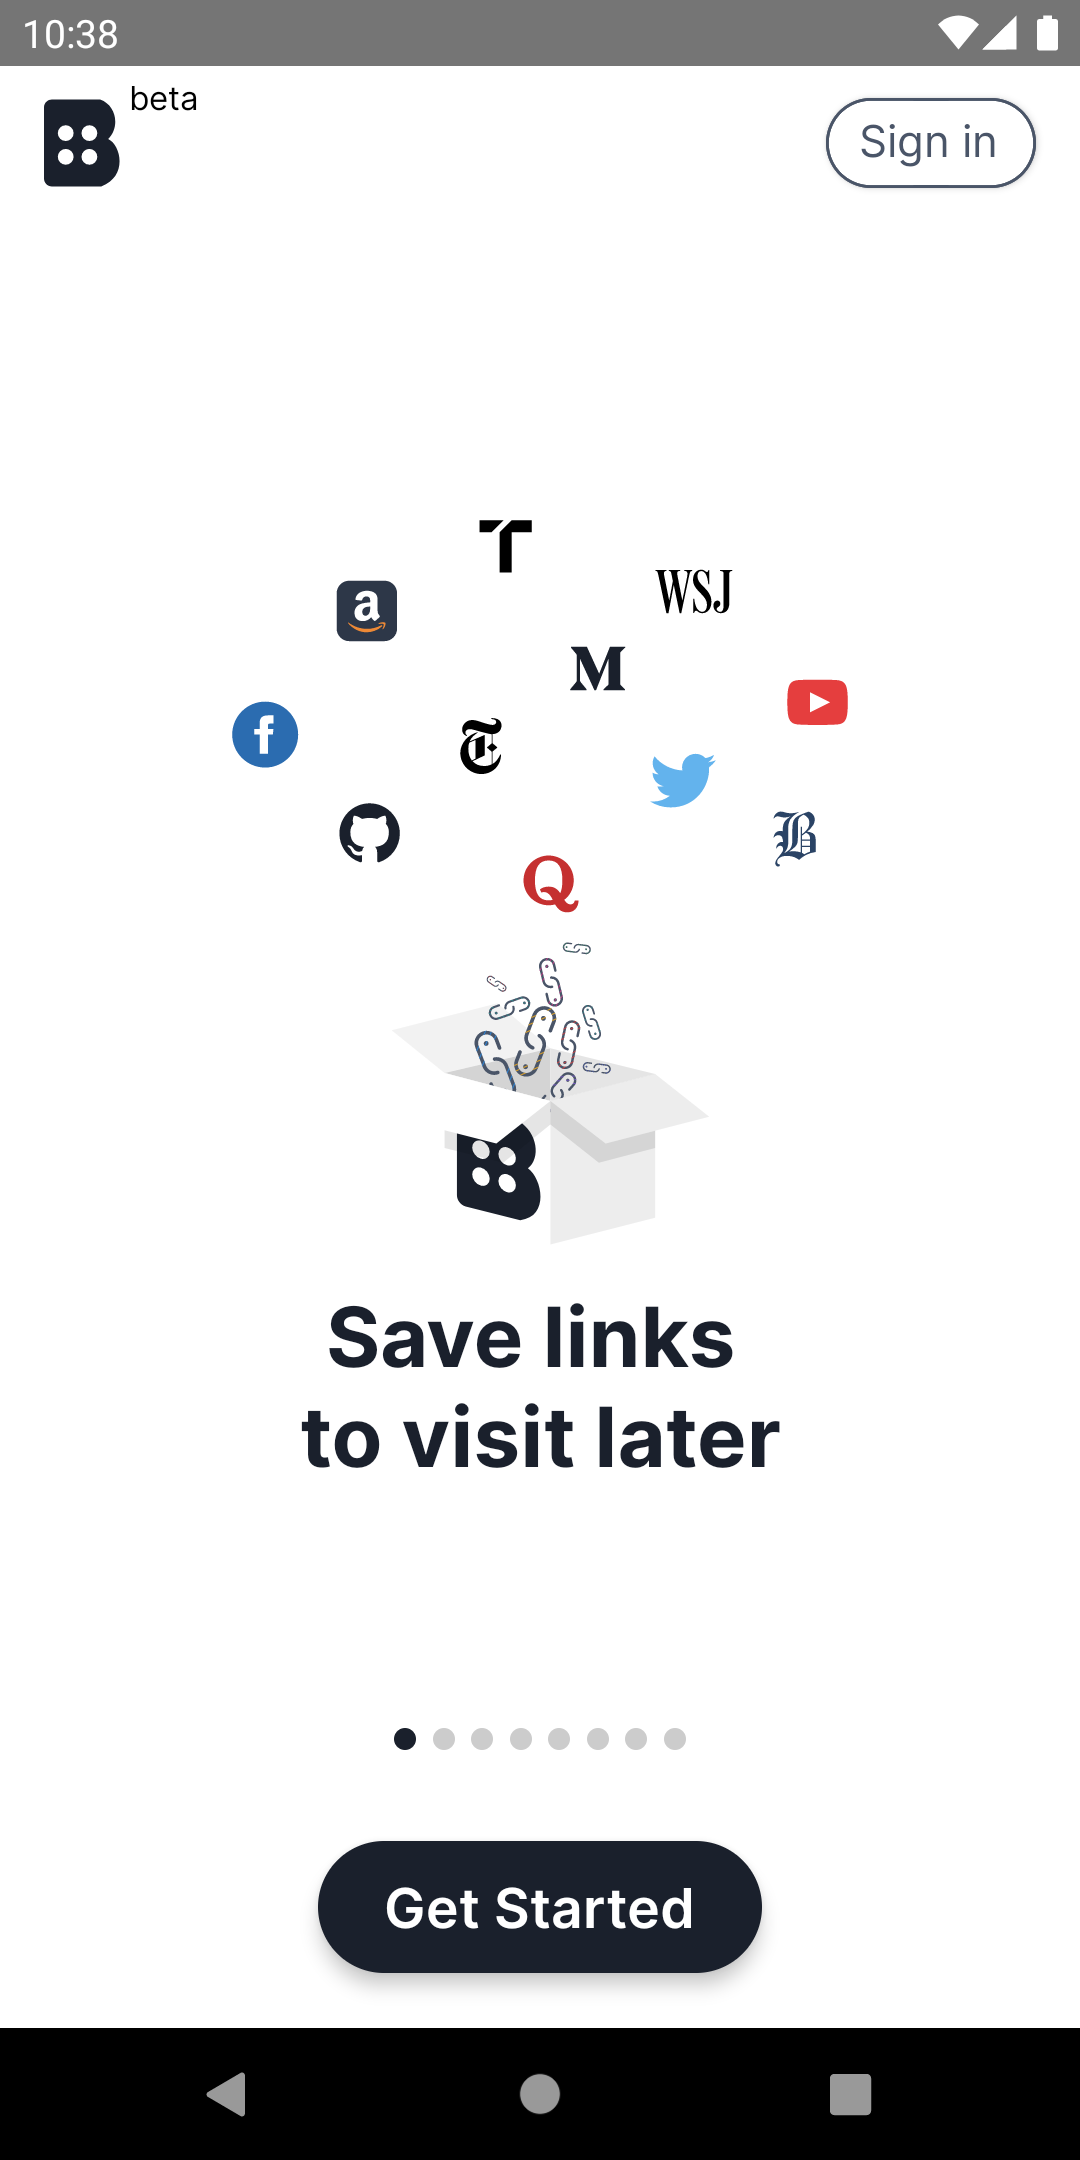 10:38
beta
Sign in
T
a
WSJ
M
f
T
B
Q
B
Save links
to visit later
Get Started